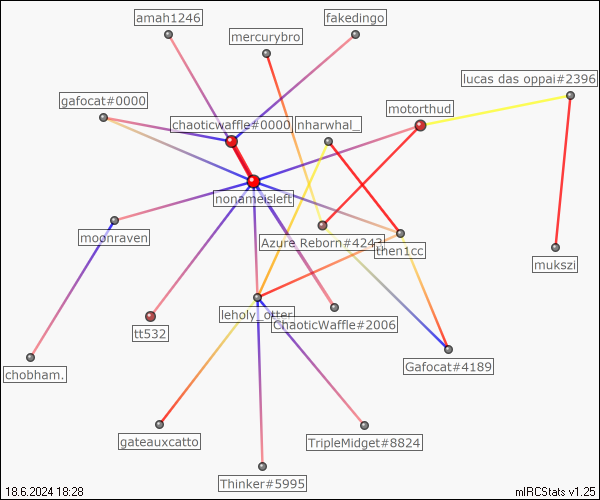 amah1246
fakedingo
mercurybro
lucas das oppai#2396
gafocat#0000
motorthud
chaoticwaffle#0000
nharwhal_
nonameisleft
moonraven
Azure Reborn#4242
then1cc
mukszi
leholy_otter
ChaoticWaffle#2006
tt532
Gafocat#4189
chobham.
gateauxcatto
TripleMidget#8824
Thinker#5995
18.6.2024 18:28
mIRCStats v1.25